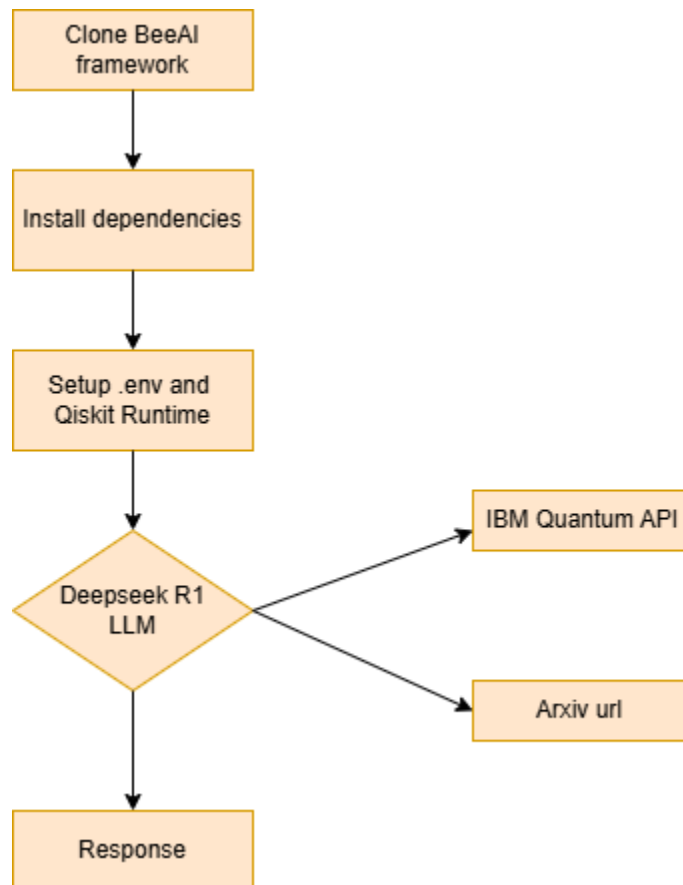 Clone BeeAI
framework
Install dependencies
Setup .env and
Qiskit Runtime
IBM Quantum API
Deepseek R1
LLM
Arxiv url
Response